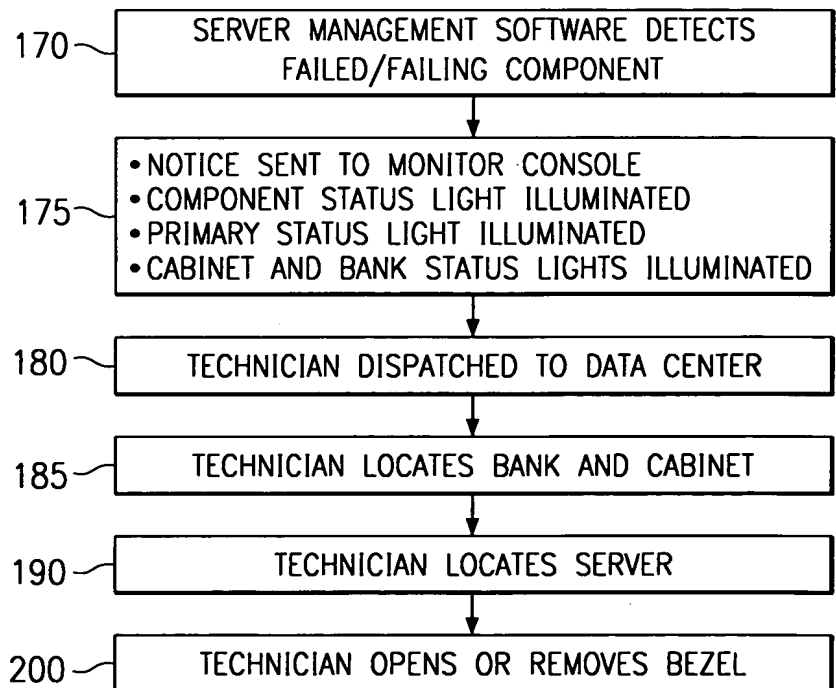 170
SERVER MANAGEMENT SOFTWARE DETECTS
FAILED/FAILING COMPONENT
175
•NOTICE SENT TO MONITOR CONSOLE
•COMPONENT STATUS LIGHT ILLUMINATED
•PRIMARY STATUS LIGHT ILLUMINATED
•CABINET AND BANK STATUS LIGHTS ILLUMINATED
180
TECHNICIAN DISPATCHED TO DATA CENTER
185
TECHNICIAN LOCATES BANK AND CABINET
190
TECHNICIAN LOCATES SERVER
200
TECHNICIAN OPENS OR REMOVES BEZEL